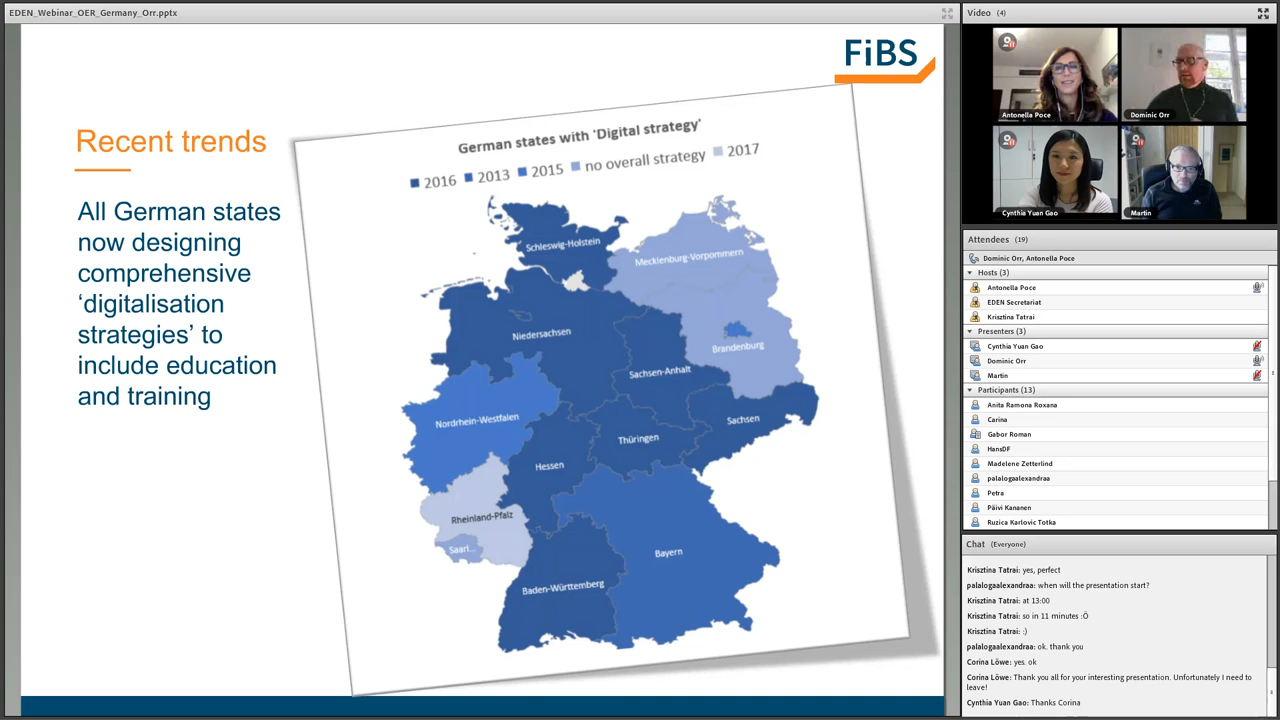 EDEN_Webinar_OER_Germany_Orr.pptx
FiBS
Recent trends
All German states
now designing
comprehensive
‘digitalisation
strategies’ to
include education
and training
German states with ‘Digital strategy’
2016 2013 2015 no overall strategy 2017
Schleswig-Holstein
Mecklenburg-Vorpommern
Niedersachsen
Brandenburg
Sachsen-Anhalt
Nordrhein-Westfalen
Sachsen
Thüringen
Hessen
Rheinland-Pfalz
Saarl...
Bayern
Baden-Württemberg
Video (4)
Antonella Poce
Dominic Orr
Cynthia Yuan Gao
Martin
Attendees (19)
Dominic Orr, Antonella Poce
Hosts (3)
Antonella Poce
EDEN Secretariat
Krisztina Tatrai
Presenters (3)
Cynthia Yuan Gao
Dominic Orr
Martin
Participants (13)
Anita Ramona Roxana
Carina
Gabor Roman
HansDF
Madelene Zetterlind
palalogaalexandraa
Petra
Päivi Kananen
Ruzica Karlovic Totka
Chat (Everyone)
Krisztina Tatrai: yes, perfect
palalogaalexandraa: when will the presentation start?
Krisztina Tatrai: at 13:00
Krisztina Tatrai: so in 11 minutes :Ö
Krisztina Tatrai: :)
palalogaalexandraa: ok. thank you
Corina Löwe: yes. ok
Corina Löwe: Thank you all for your interesting presentation. Unfortunately I need to
leave!
Cynthia Yuan Gao: Thanks Corina